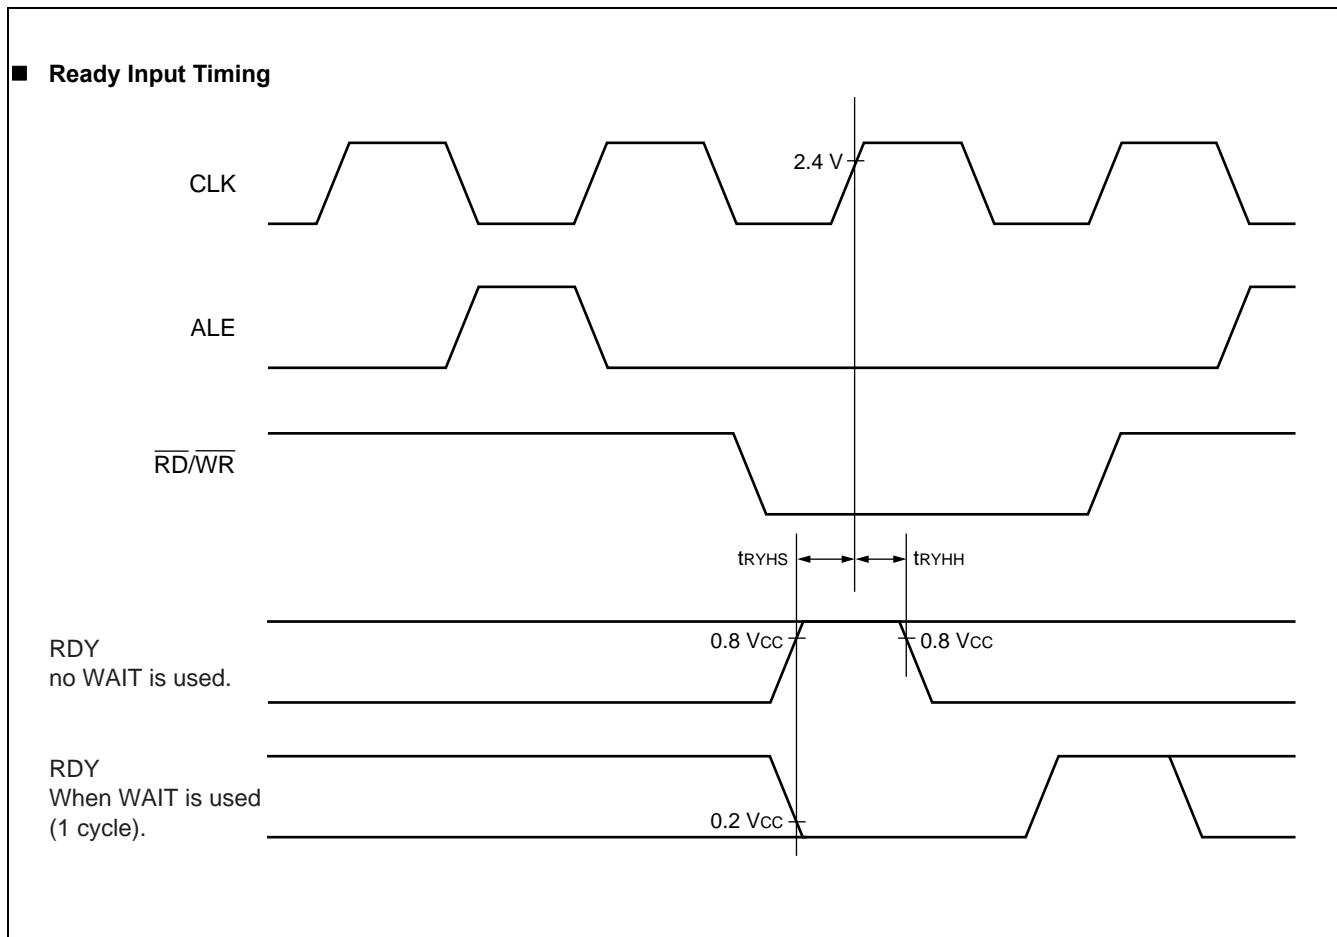 ■ Ready Input Timing
2.4 V
CLK
ALE
RD/WR
tRYHS
tRYHH
RDY
no WAIT is used.
0.8 VCC
0.8 VCC
RDY
When WAIT is used
(1 cycle).
0.2 VCC